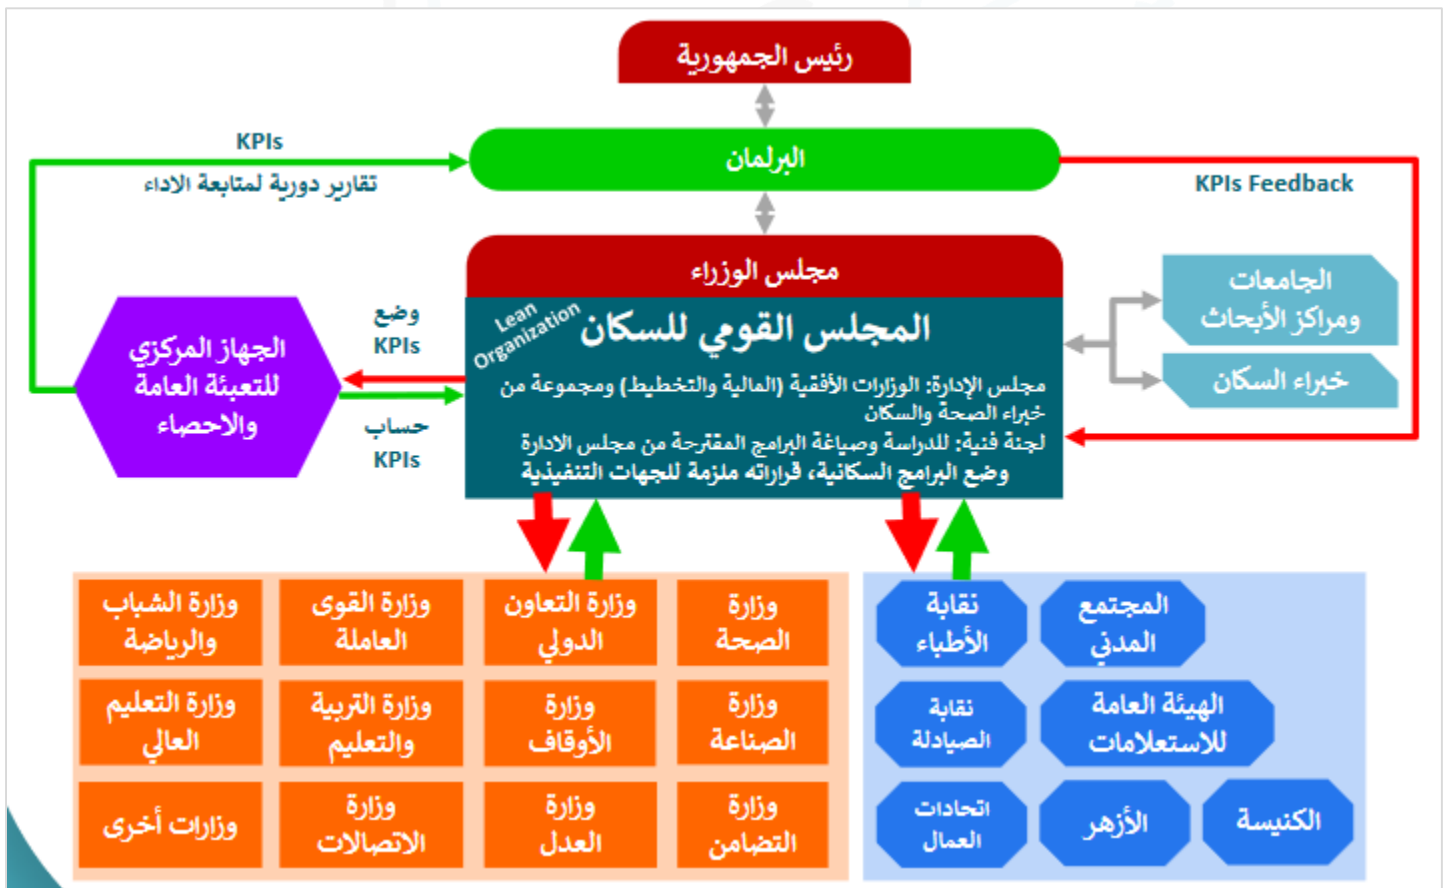 رئيس الجمهورية
البرلمان
KPIs
تقارير دورية لمتابعة الاداء
KPIs Feedback
مجلس الوزراء
Lean
Organization
المجلس القومي للسكان
مجلس الإدارة: الوزارات الأفقية (المالية والتخطيط) ومجموعة من
خبراء الصحة والسكان
لجنة فنية: للدراسة وصياغة البرامج المقترحة من مجلس الادارة
وضع البرامج السكانية، قراراته ملزمة للجهات التنفيذية
الجامعات
ومراكز الأبحاث
خبراء السكان
وضع
KPIs
حساب
KPIs
الجهاز المركزي
للتعبئة العامة
والاحصاء
المجتمع
المدني
نقابة
الأطباء
الهيئة العامة
للاستعلامات
نقابة
الصيادلة
الكنيسة
الأزهر
اتحادات
العمال
وزارة
الصحة
وزارة التعاون
الدولي
وزارة القوى
العاملة
وزارة الشباب
والرياضة
وزارة
الصناعة
وزارة
الأوقاف
وزارة التربية
والتعليم
وزارة التعليم
العالي
وزارة
التضامن
وزارة
العدل
وزارة
الاتصالات
وزارات أخرى